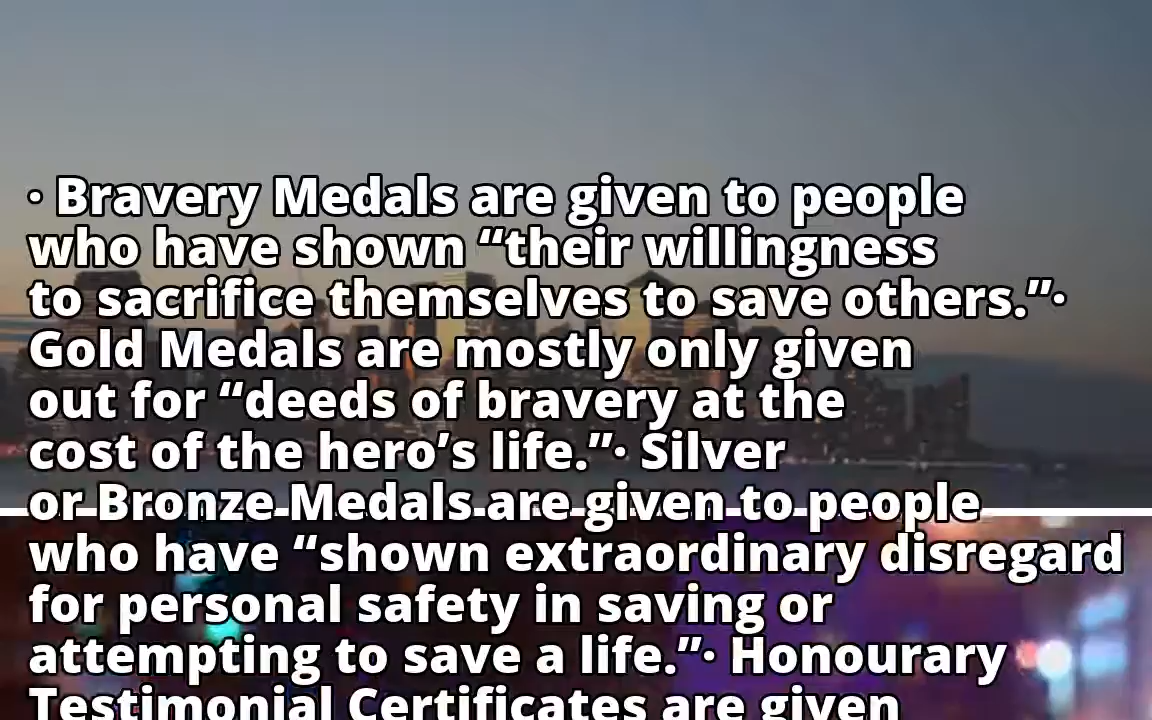 · Bravery Medals are given to people
who have shown “their willingness
to sacrifice themselves to save others.”·
Gold Medals are mostly only given
out for “deeds of bravery at the
cost of the hero’s life.”· Silver
or Bronze Medals are given to people
who have “shown extraordinary disregard
for personal safety in saving or
attempting to save a life.”· Honourary
Testimonial Certificates are given